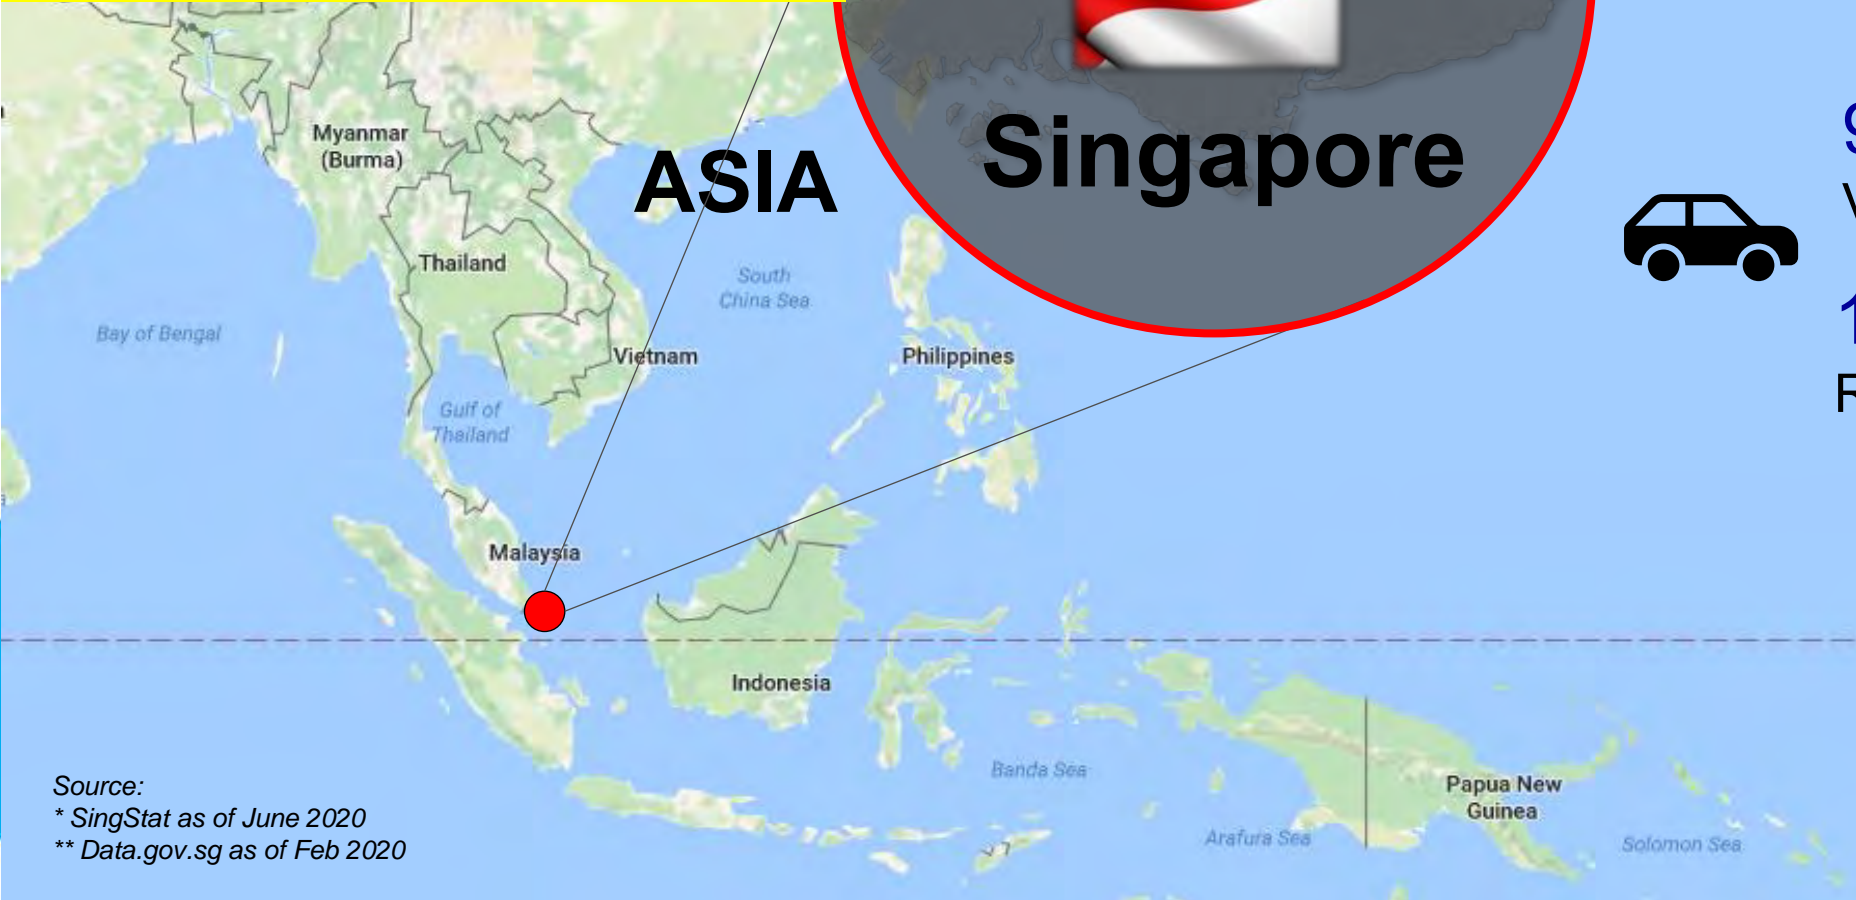 Myanmar
(Burma)
ASIA
Singapore
Thailand
South
China Sea
Bay of Bengal
Vietnam
Philippines
Gulf of
Thailand
Malaysia
Indonesia
Banda Sea
Papua New
Guinea
Arafura Sea
Solomon Sea
Source:
* SingStat as of June 2020
** Data.gov.sg as of Feb 2020